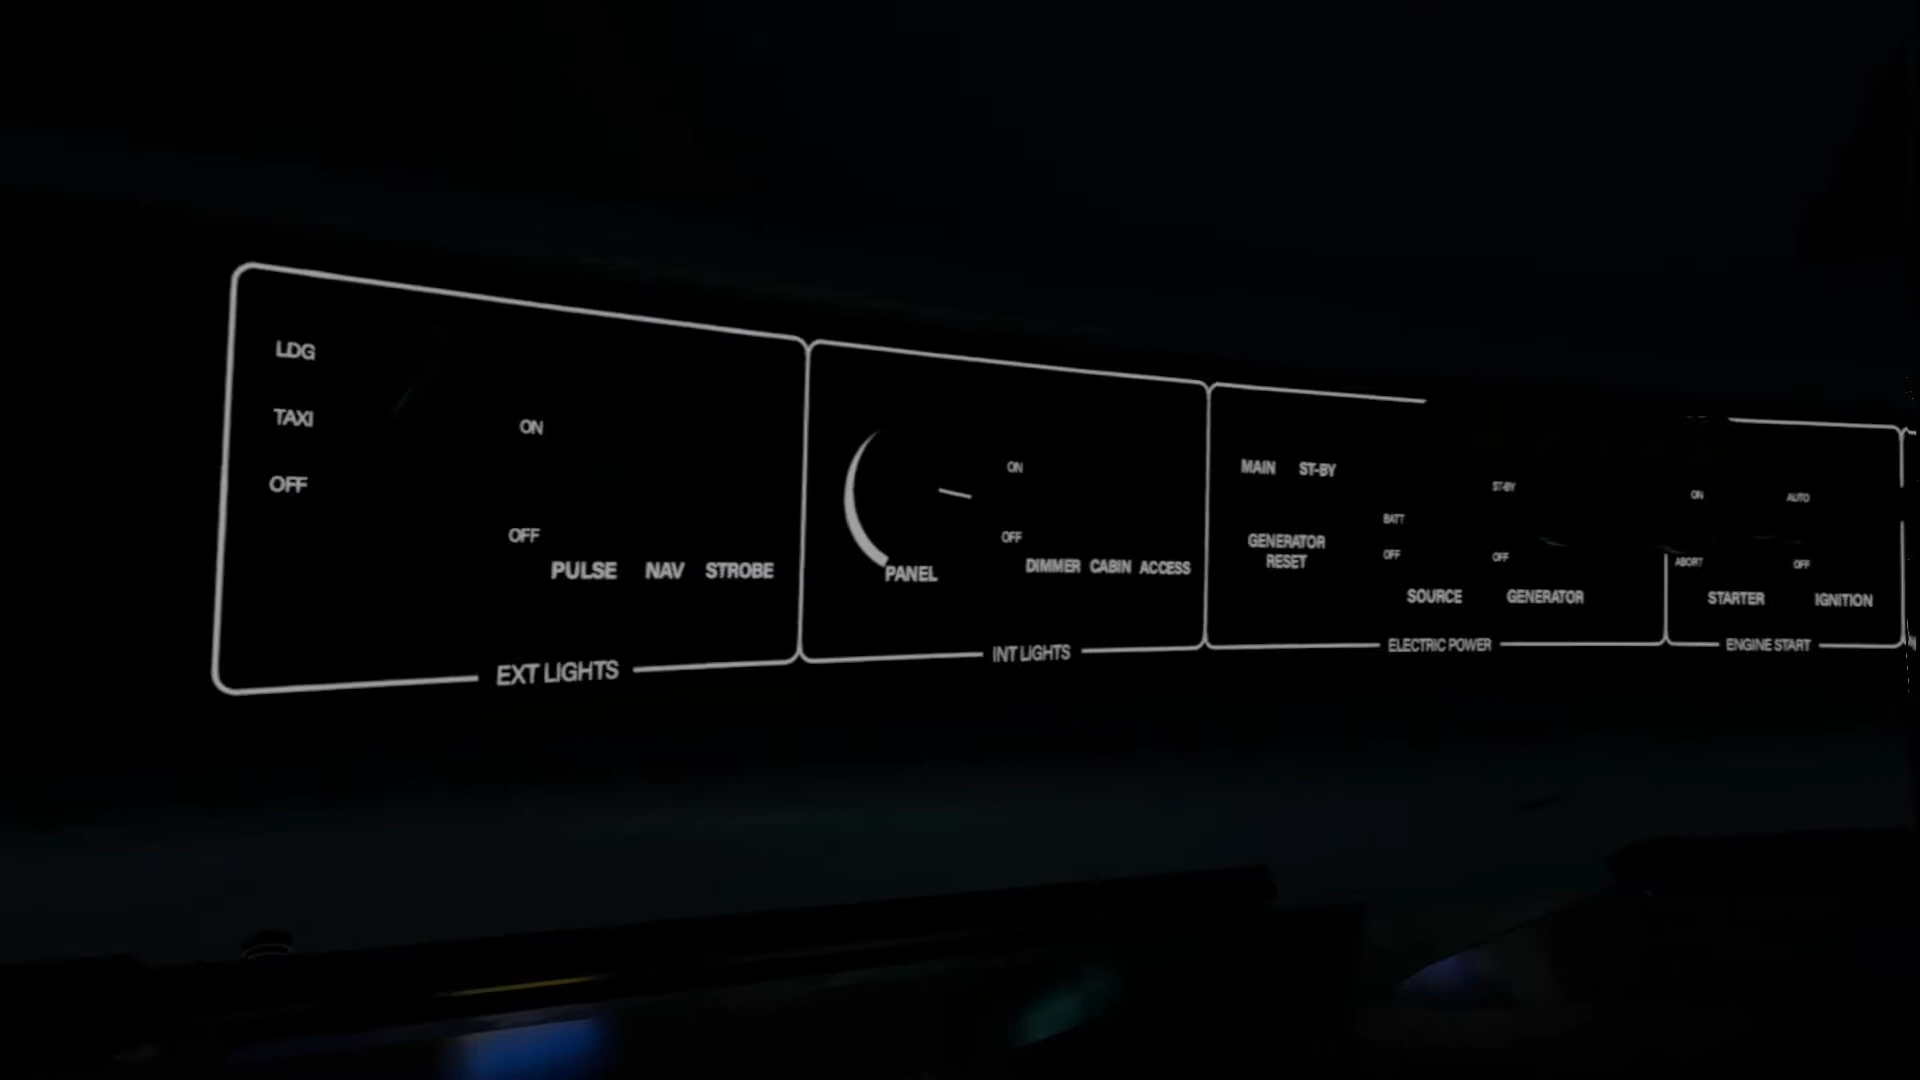 LDG
TAXI
OFF
ON
OFF
PULSE NAV STROBE
EXT LIGHTS
PANEL
ON
OFF
DIMMER CABIN ACCESS
INT LIGHTS
MAIN ST-BY
GENERATOR
RESET
BATT
OFF
SOURCE
ST-BY
OFF
GENERATOR
ELECTRIC POWER
ON
ABORT
STARTER
AUTO
OFF
IGNITION
ENGINE START